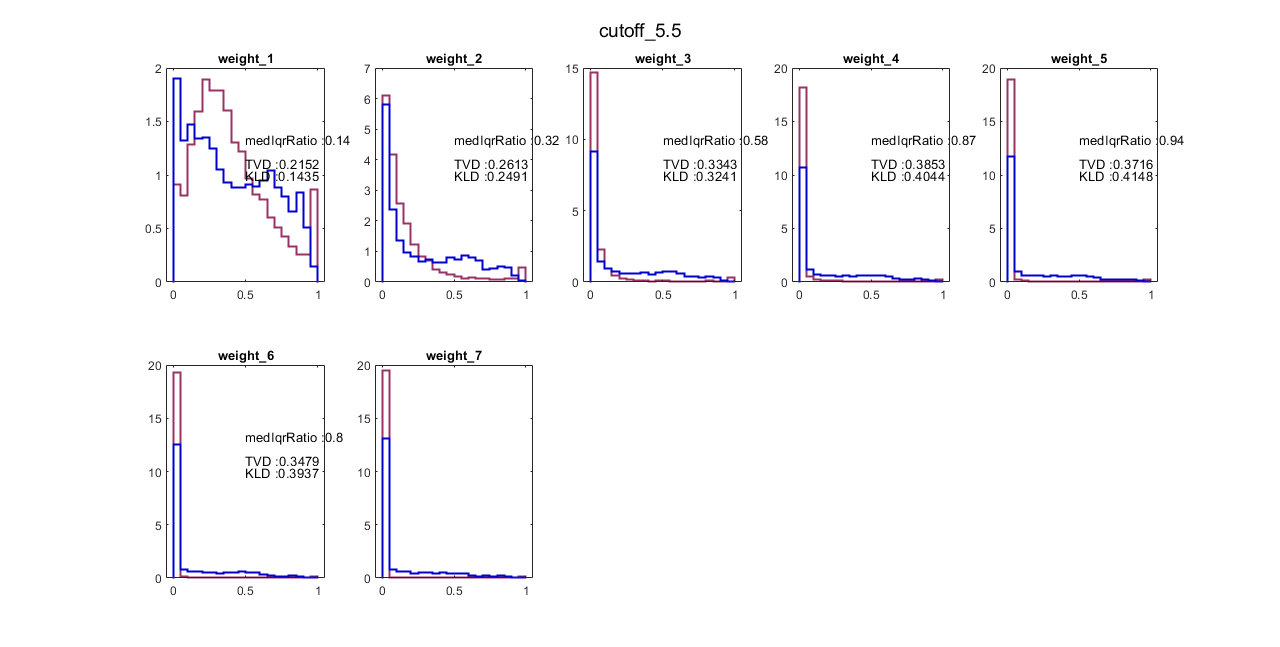 cutoff_5.5
weight_1
2
1.5
1
0.5
0
0
0.5
1
medIqrRatio :0.14
TVD :0.2152
KLD :0.1435
weight_2
7
6
5
4
3
2
1
0
0
0.5
1
medIqrRatio :0.32
TVD :0.2613
KLD :0.2491
weight_3
15
10
5
0
0
0.5
1
medIqrRatio :0.58
TVD :0.3343
KLD :0.3241
weight_4
20
15
10
5
0
0
0.5
1
medIqrRatio :0.87
TVD :0.3853
KLD :0.4044
weight_5
20
15
10
5
0
0
0.5
1
medIqrRatio :0.94
TVD :0.3716
KLD :0.4148
weight_6
20
15
10
5
0
0
0.5
1
medIqrRatio :0.8
TVD :0.3479
KLD :0.3937
weight_7
20
15
10
5
0
0
0.5
1